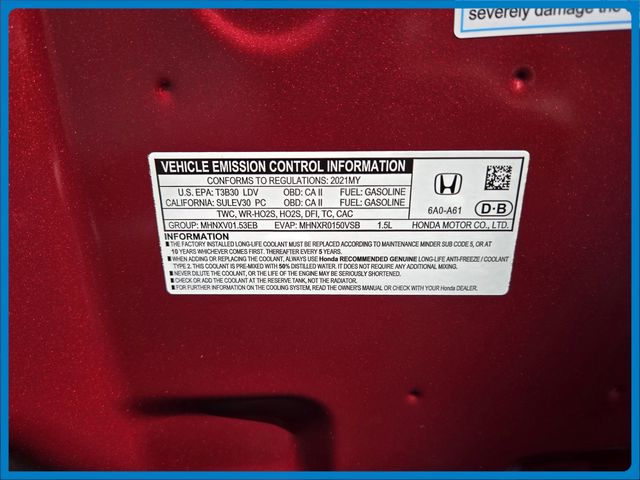 severely damage the
VEHICLE EMISSION CONTROL INFORMATION
CONFORMS TO REGULATIONS: 2021MY
U.S. EPA: T3B30 LDV OBD: CA II FUEL: GASOLINE
CALIFORNIA: SULEV30 PC OBD: CA II FUEL: GASOLINE
TWC, WR-HO2S, HO2S, DFI, TC, CAC
GROUP: MHNXV01.53EB EVAP: MHNXR0150VSB 1.5L
6A0-A61
D·B
HONDA MOTOR CO., LTD.
INFORMATION
■ THE FACTORY INSTALLED LONG-LIFE COOLANT MUST BE REPLACED ACCORDING TO MAINTENANCE MINDER SUB CODE 5, OR AT
10 YEARS WHICHEVER COMES FIRST. THEREAFTER EVERY 5 YEARS.
■ WHEN ADDING OR REPLACING COOLANT, ALWAYS USE Honda RECOMMENDED GENUINE LONG-LIFE ANTI-FREEZE / COOLANT
TYPE 2. THIS COOLANT IS PRE-MIXED WITH 50% DISTILLED WATER. IT DOES NOT REQUIRE ANY ADDITIONAL MIXING.
■ NEVER DILUTE THE COOLANT, OR THE LIFE OF THE ENGINE MAY BE SERIOUSLY SHORTENED.
■ CHECK OR ADD COOLANT AT THE RESERVE TANK, NOT THE RADIATOR.
■ FOR FURTHER INFORMATION ON THE COOLING SYSTEM, READ THE OWNER'S MANUAL OR CHECK WITH YOUR Honda DEALER.